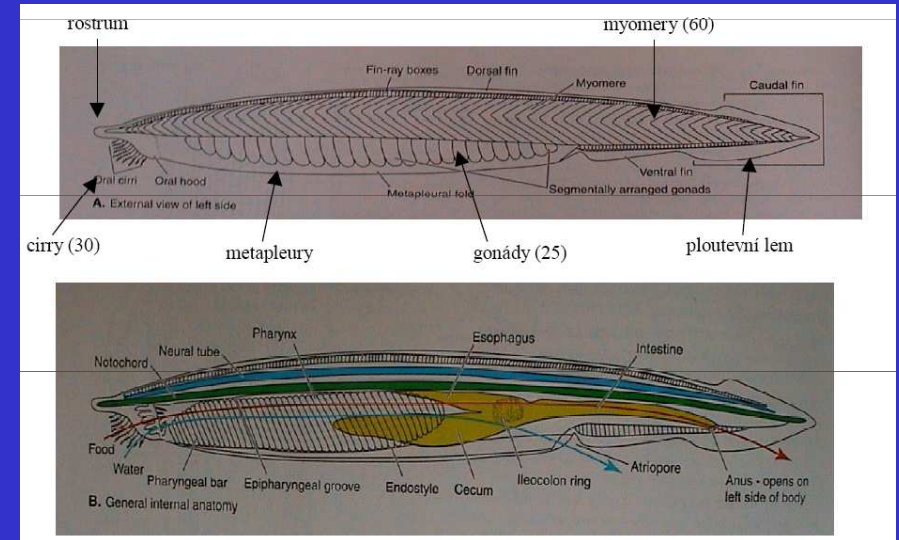 rostrum
myomery (60)
Fin-ray boxes
Dorsal fin
Myomere
Caudal fin
Oral cirri
Oral hood
Metapleural fold
Ventral fin
Segmentally arranged gonads
A. External view of left side
cirry (30)
metapleury
gonády (25)
ploutevní lem
Pharynx
Esophagus
Neural tube
Intestine
Notochord
Food
Water
Pharyngeal bar
Epipharyngeal groove
Endostyle
Cecum
Ileocolon ring
Atriopore
Anus - opens on
left side of body
B. General internal anatomy